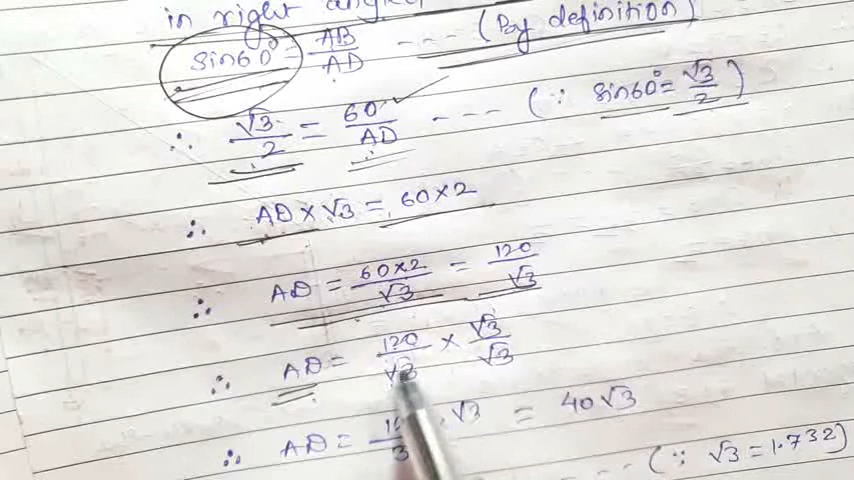 in right
sin60° = AB/AD ---- (By definition)
∴ √3/2 = 60/AD ---- (∵ sin60° = √3/2)
∴ AD × √3 = 60×2
∴ AD = 60×2/√3 = 120/√3
∴ AD = 120/√3 × √3/√3
∴ AD = /3 √3 = 40√3
--- (∵ √3 = 1.732)